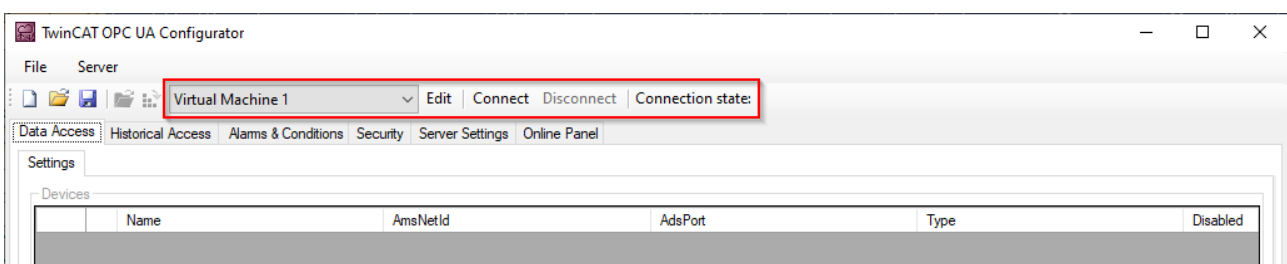 TwinCAT OPC UA Configurator
File Server
Virtual Machine 1 Edit Connect Disconnect Connection state:
Data Access Historical Access Alarms & Conditions Security Server Settings Online Panel
Settings
Devices
Name AmsNetId AdsPort Type Disabled